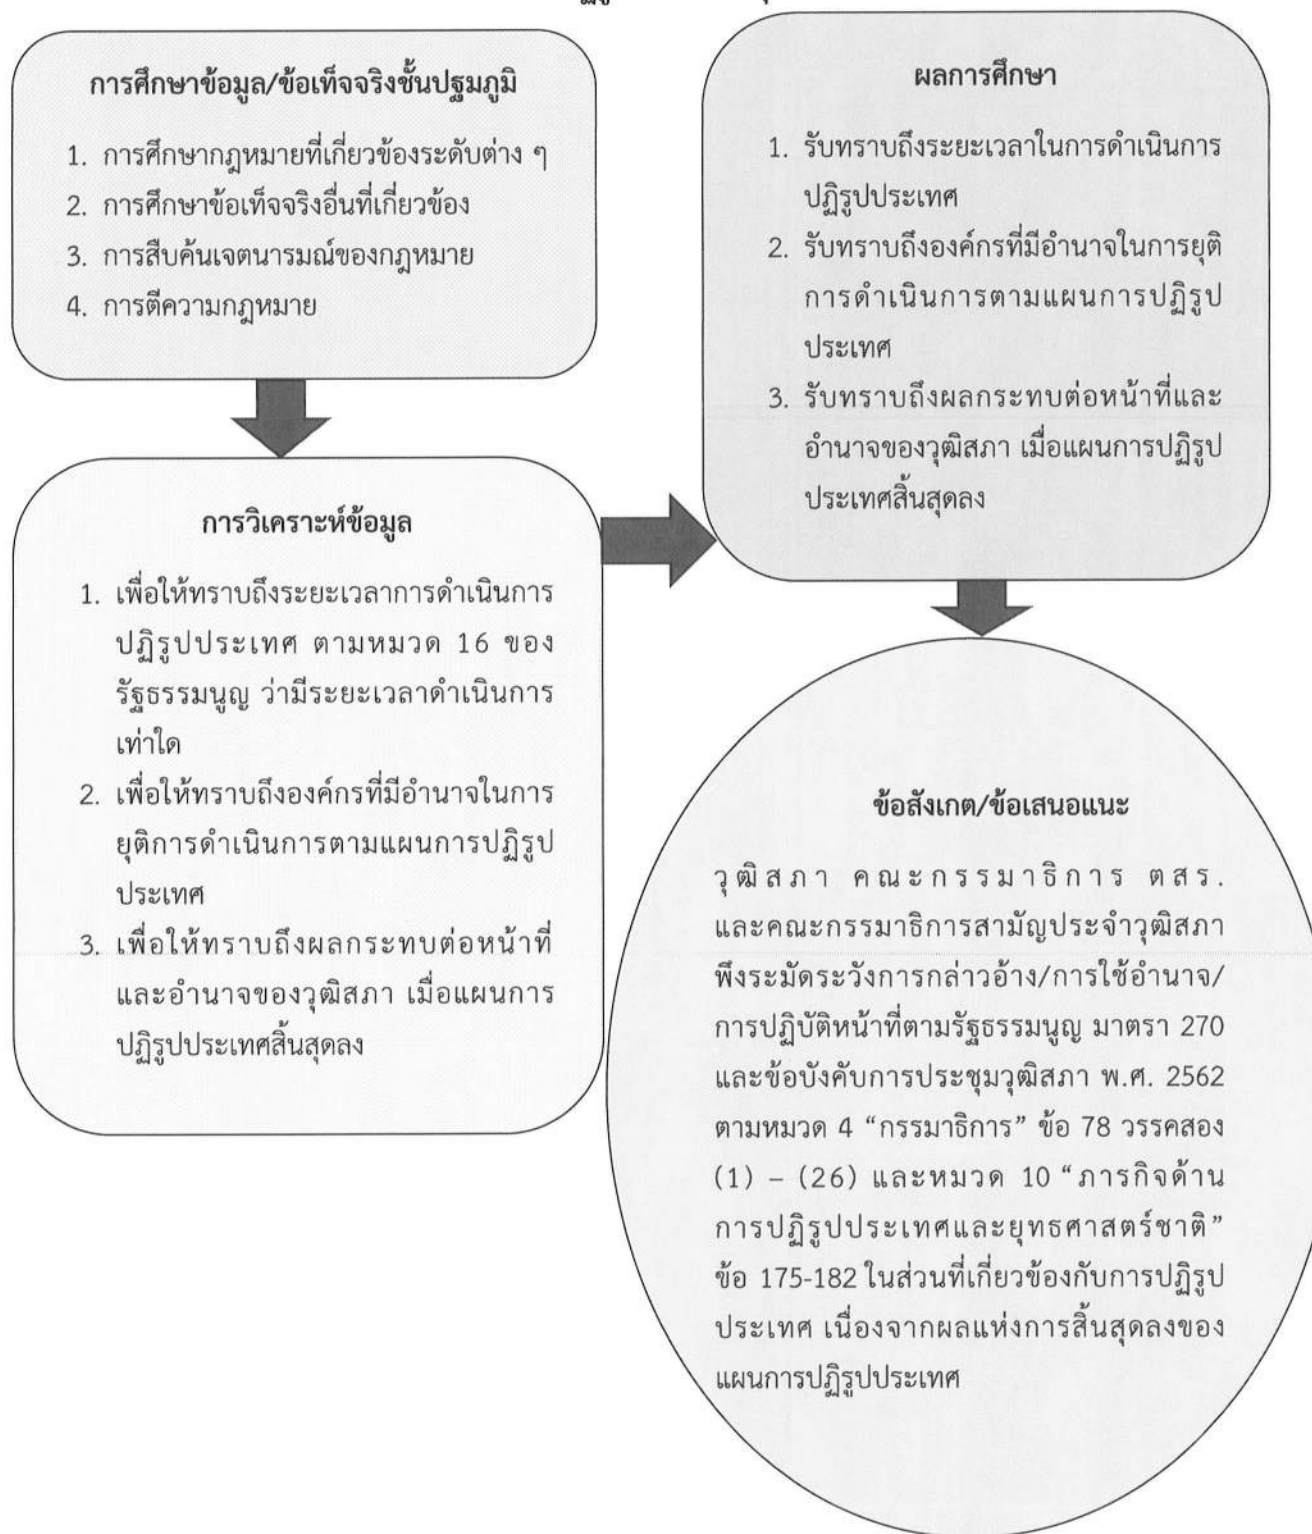 การศึกษาข้อมูล/ข้อเท็จจริงชั้นปฐมภูมิ
1. การศึกษากฎหมายที่เกี่ยวข้องระดับต่าง ๆ
2. การศึกษาข้อเท็จจริงอื่นที่เกี่ยวข้อง
3. การสืบค้นเจตนารมณ์ของกฎหมาย
4. การตีความกฎหมาย
การวิเคราะห์ข้อมูล
1. เพื่อให้ทราบถึงระยะเวลาการดำเนินการ
ปฏิรูปประเทศ ตามหมวด 16 ของ
รัฐธรรมนูญ ว่ามีระยะเวลาดำเนินการ
เท่าใด
2. เพื่อให้ทราบถึงองค์กรที่มีอำนาจในการ
ยุติการดำเนินการตามแผนการปฏิรูป
ประเทศ
3. เพื่อให้ทราบถึงผลกระทบต่อหน้าที่
และอำนาจของวุฒิสภา เมื่อแผนการ
ปฏิรูปประเทศสิ้นสุดลง
ผลการศึกษา
1. รับทราบถึงระยะเวลาในการดำเนินการ
ปฏิรูปประเทศ
2. รับทราบถึงองค์กรที่มีอำนาจในการยุติ
การดำเนินการตามแผนการปฏิรูป
ประเทศ
3. รับทราบถึงผลกระทบต่อหน้าที่และ
อำนาจของวุฒิสภา เมื่อแผนการปฏิรูป
ประเทศสิ้นสุดลง
ข้อสังเกต/ข้อเสนอแนะ
วุฒิสภา คณะกรรมาธิการ ตสร.
และคณะกรรมาธิการสามัญประจำวุฒิสภา
พึงระมัดระวังการกล่าวอ้าง/การใช้อำนาจ/
การปฏิบัติหน้าที่ตามรัฐธรรมนูญ มาตรา 270
และข้อบังคับการประชุมวุฒิสภา พ.ศ. 2562
ตามหมวด 4 “กรรมาธิการ” ข้อ 78 วรรคสอง
(1) – (26) และหมวด 10 “ภารกิจด้าน
การปฏิรูปประเทศและยุทธศาสตร์ชาติ”
ข้อ 175-182 ในส่วนที่เกี่ยวข้องกับการปฏิรูป
ประเทศ เนื่องจากผลแห่งการสิ้นสุดลงของ
แผนการปฏิรูปประเทศ